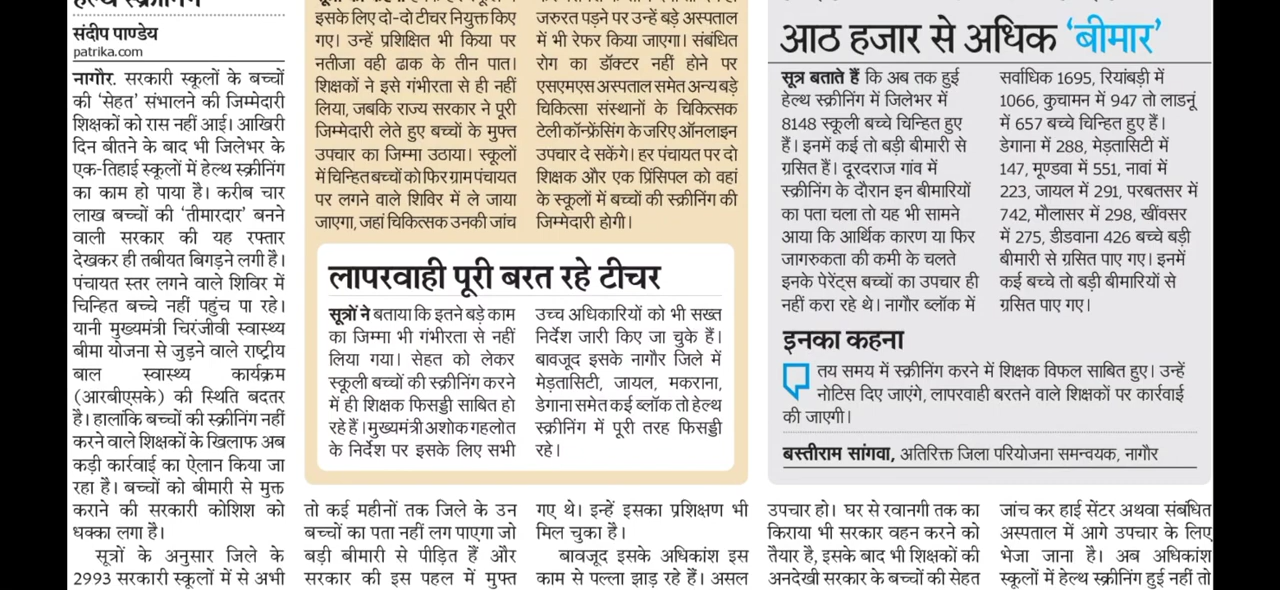 हेल्थ स्क्रीनिंग
संदीप पाण्डेय
patrika.com
नागौर. सरकारी स्कूलों के बच्चों
की ‘सेहत’ संभालने की जिम्मेदारी
शिक्षकों को रास नहीं आई। आखिरी
दिन बीतने के बाद भी जिलेभर के
एक-तिहाई स्कूलों में हेल्थ स्क्रीनिंग
का काम हो पाया है। करीब चार
लाख बच्चों की ‘तीमारदार’ बनने
वाली सरकार की यह रफ्तार
देखकर ही तबीयत बिगड़ने लगी है।
पंचायत स्तर लगने वाले शिविर में
चिन्हित बच्चे नहीं पहुंच पा रहे।
यानी मुख्यमंत्री चिरंजीवी स्वास्थ्य
बीमा योजना से जुड़ने वाले राष्ट्रीय
बाल स्वास्थ्य कार्यक्रम
(आरबीएसके) की स्थिति बदतर
है। हालांकि बच्चों की स्क्रीनिंग नहीं
करने वाले शिक्षकों के खिलाफ अब
कड़ी कार्रवाई का ऐलान किया जा
रहा है। बच्चों को बीमारी से मुक्त
कराने की सरकारी कोशिश को
धक्का लगा है।
सूत्रों के अनुसार जिले के
2993 सरकारी स्कूलों में से अभी
इसके लिए दो-दो टीचर नियुक्त किए
गए। उन्हें प्रशिक्षित भी किया पर
नतीजा वही ढाक के तीन पात।
शिक्षकों ने इसे गंभीरता से ही नहीं
लिया, जबकि राज्य सरकार ने पूरी
जिम्मेदारी लेते हुए बच्चों के मुफ्त
उपचार का जिम्मा उठाया। स्कूलों
में चिन्हित बच्चों को फिर ग्राम पंचायत
पर लगने वाले शिविर में ले जाया
जाएगा, जहां चिकित्सक उनकी जांच
जरुरत पड़ने पर उन्हें बड़े अस्पताल
में भी रेफर किया जाएगा। संबंधित
रोग का डॉक्टर नहीं होने पर
एसएमएस अस्पताल समेत अन्य बड़े
चिकित्सा संस्थानों के चिकित्सक
टेली कॉन्फ्रेंसिंग के जरिए ऑनलाइन
उपचार दे सकेंगे। हर पंचायत पर दो
शिक्षक और एक प्रिंसिपल को वहां
के स्कूलों में बच्चों की स्क्रीनिंग की
जिम्मेदारी होगी।
लापरवाही पूरी बरत रहे टीचर
सूत्रों ने बताया कि इतने बड़े काम
का जिम्मा भी गंभीरता से नहीं
लिया गया। सेहत को लेकर
स्कूली बच्चों की स्क्रीनिंग करने
में ही शिक्षक फिसड्डी साबित हो
रहे हैं। मुख्यमंत्री अशोक गहलोत
के निर्देश पर इसके लिए सभी
उच्च अधिकारियों को भी सख्त
निर्देश जारी किए जा चुके हैं।
बावजूद इसके नागौर जिले में
मेड़तासिटी, जायल, मकराना,
डेगाना समेत कई ब्लॉक तो हेल्थ
स्क्रीनिंग में पूरी तरह फिसड्डी
रहे।
तो कई महीनों तक जिले के उन
बच्चों का पता नहीं लग पाएगा जो
बड़ी बीमारी से पीड़ित हैं और
सरकार की इस पहल में मुफ्त
गए थे। इन्हें इसका प्रशिक्षण भी
मिल चुका है।
बावजूद इसके अधिकांश इस
काम से पल्ला झाड़ रहे हैं। असल
आठ हजार से अधिक ‘बीमार’
सूत्र बताते हैं कि अब तक हुई
हेल्थ स्क्रीनिंग में जिलेभर में
8148 स्कूली बच्चे चिन्हित हुए
हैं। इनमें कई तो बड़ी बीमारी से
ग्रसित हैं। दूरदराज गांव में
स्क्रीनिंग के दौरान इन बीमारियों
का पता चला तो यह भी सामने
आया कि आर्थिक कारण या फिर
जागरुकता की कमी के चलते
इनके पेरेंट्स बच्चों का उपचार ही
नहीं करा रहे थे। नागौर ब्लॉक में
सर्वाधिक 1695, रियांबड़ी में
1066, कुचामन में 947 तो लाडनूं
में 657 बच्चे चिन्हित हुए हैं।
डेगाना में 288, मेड़तासिटी में
147, मूण्डवा में 551, नावां में
223, जायल में 291, परबतसर में
742, मौलासर में 298, खींवसर
में 275, डीडवाना 426 बच्चे बड़ी
बीमारी से ग्रसित पाए गए। इनमें
कई बच्चे तो बड़ी बीमारियों से
ग्रसित पाए गए।
इनका कहना
तय समय में स्क्रीनिंग करने में शिक्षक विफल साबित हुए। उन्हें
नोटिस दिए जाएंगे, लापरवाही बरतने वाले शिक्षकों पर कार्रवाई
की जाएगी।
बस्तीराम सांगवा, अतिरिक्त जिला परियोजना समन्वयक, नागौर
उपचार हो। घर से रवानगी तक का
किराया भी सरकार वहन करने को
तैयार है, इसके बाद भी शिक्षकों की
अनदेखी सरकार के बच्चों की सेहत
जांच कर हाई सेंटर अथवा संबंधित
अस्पताल में आगे उपचार के लिए
भेजा जाना है। अब अधिकांश
स्कूलों में हेल्थ स्क्रीनिंग हुई नहीं तो